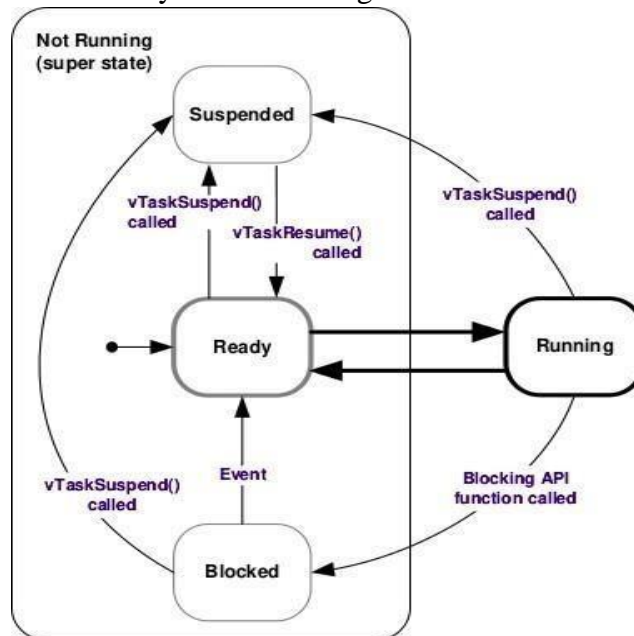 Not Running
(super state)
Suspended
vTaskSuspend()
called
vTaskResume()
called
vTaskSuspend()
called
Ready
Running
Event
vTaskSuspend()
called
Blocking API
function called
Blocked